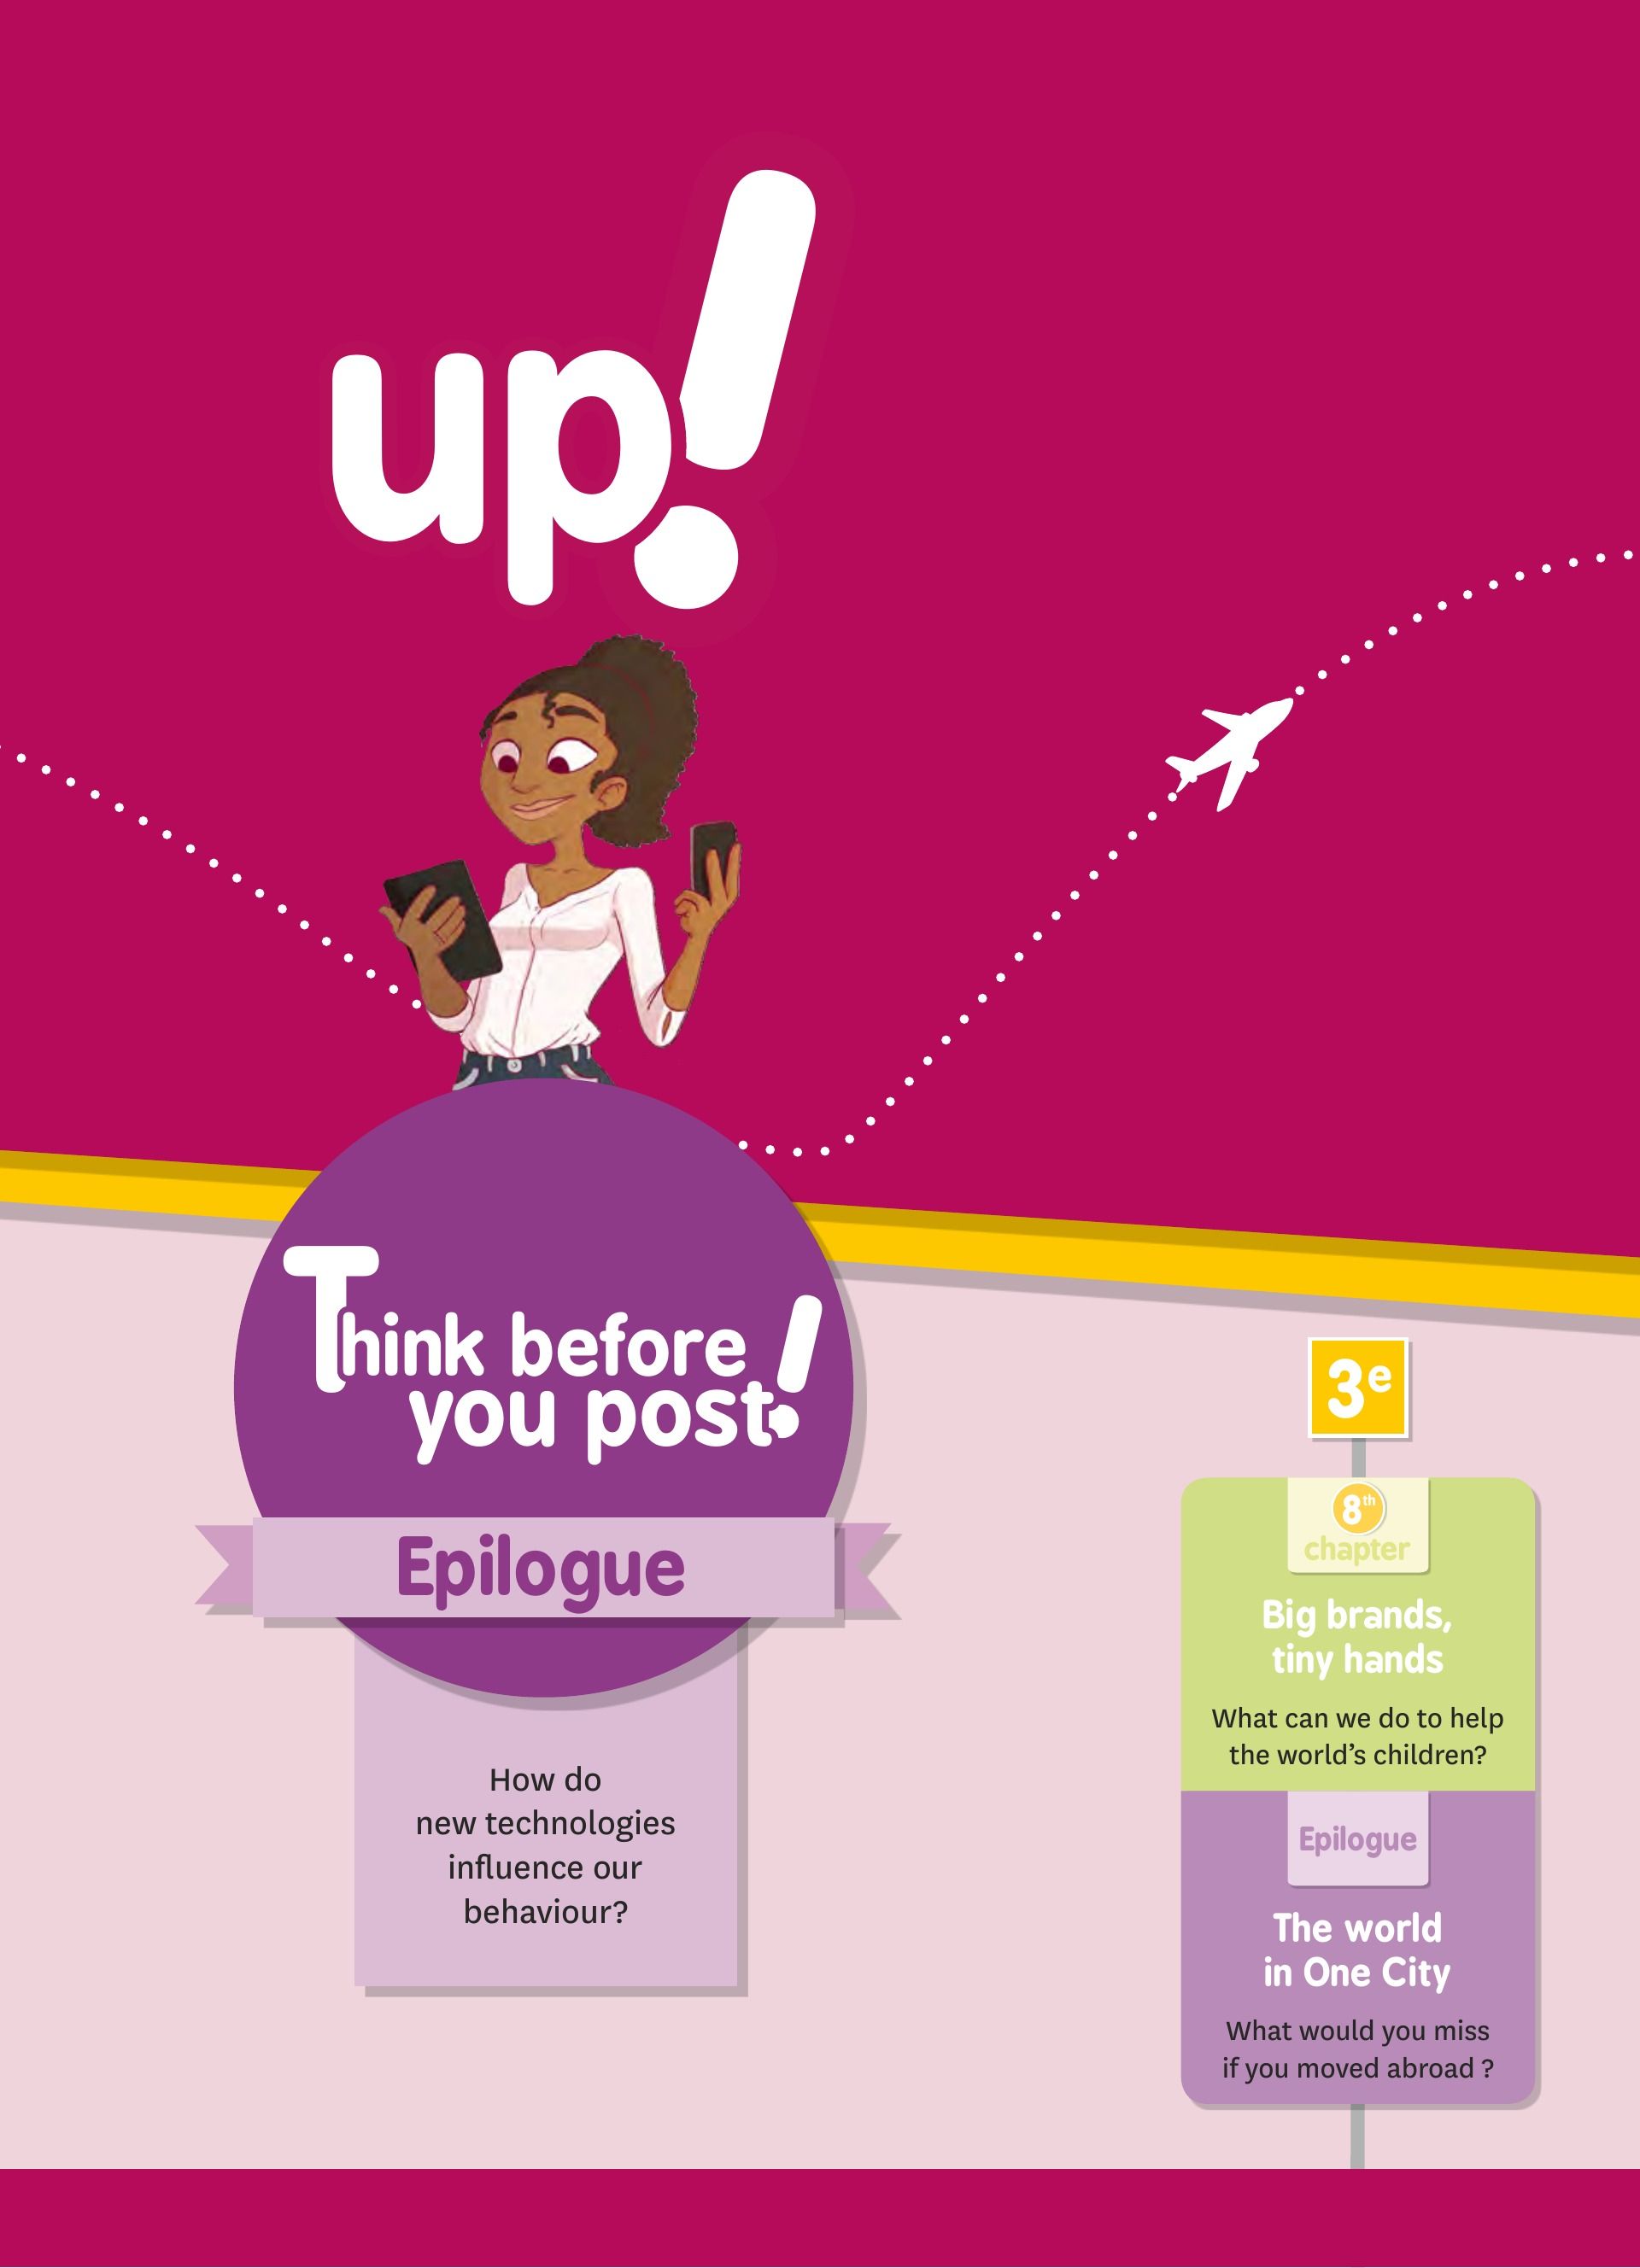 up!
Think before
you post!
Epilogue
How do
new technologies
influence our
behaviour?
3e
8th
chapter
Big brands,
tiny hands
What can we do to help
the world’s children?
Epilogue
The world
in One City
What would you miss
if you moved abroad ?